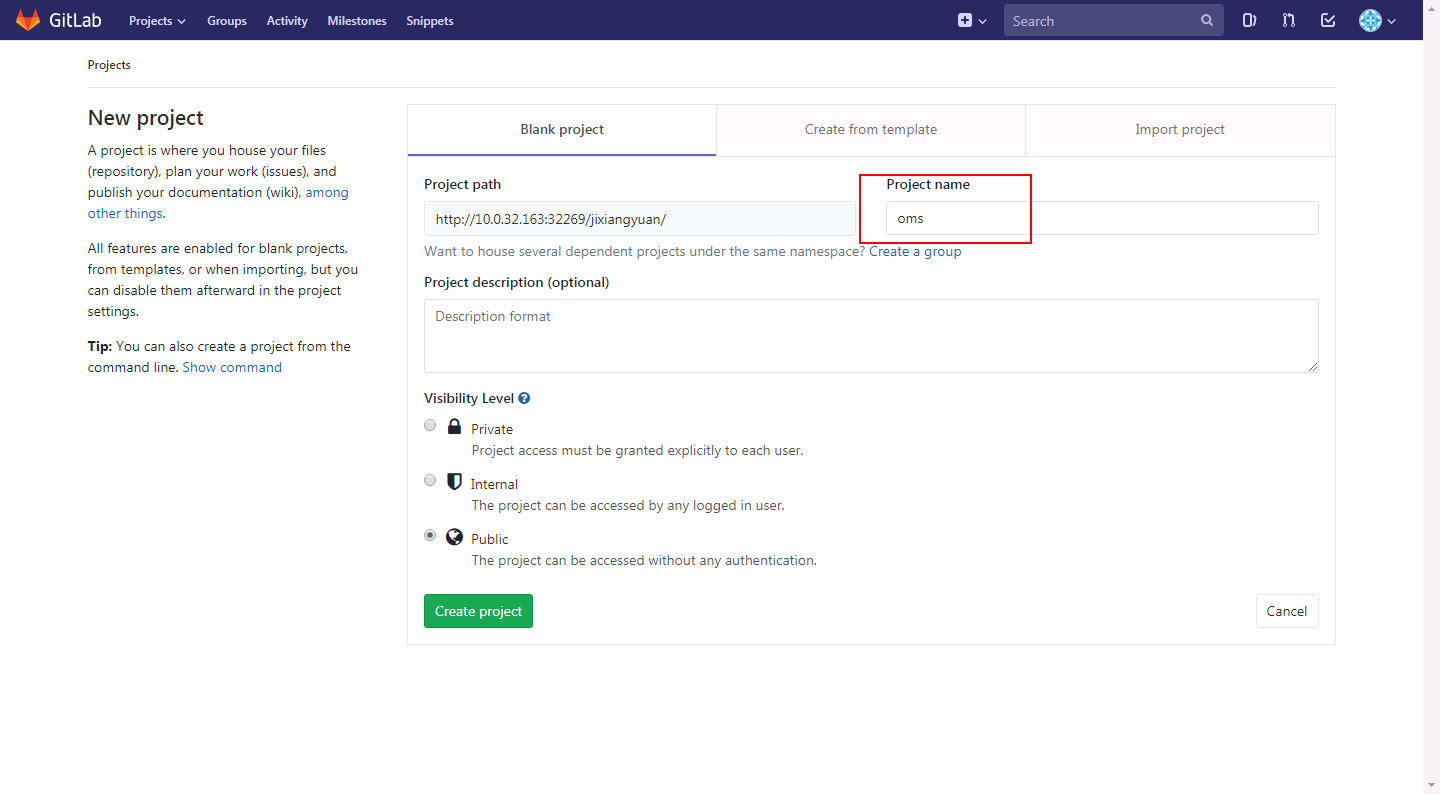 GitLab Projects Groups Activity Milestones Snippets Search
Projects
New project
A project is where you house your files
(repository), plan your work (issues), and
publish your documentation (wiki), among
other things.
All features are enabled for blank projects,
from templates, or when importing, but you
can disable them afterward in the project
settings.
Tip: You can also create a project from the
command line. Show command
Blank project Create from template Import project
Project path Project name
http://10.0.32.163:32269/jixiangyuan/ oms
Want to house several dependent projects under the same namespace? Create a group
Project description (optional)
Description format
Visibility Level ?
Private
Project access must be granted explicitly to each user.
Internal
The project can be accessed by any logged in user.
Public
The project can be accessed without any authentication.
Create project Cancel